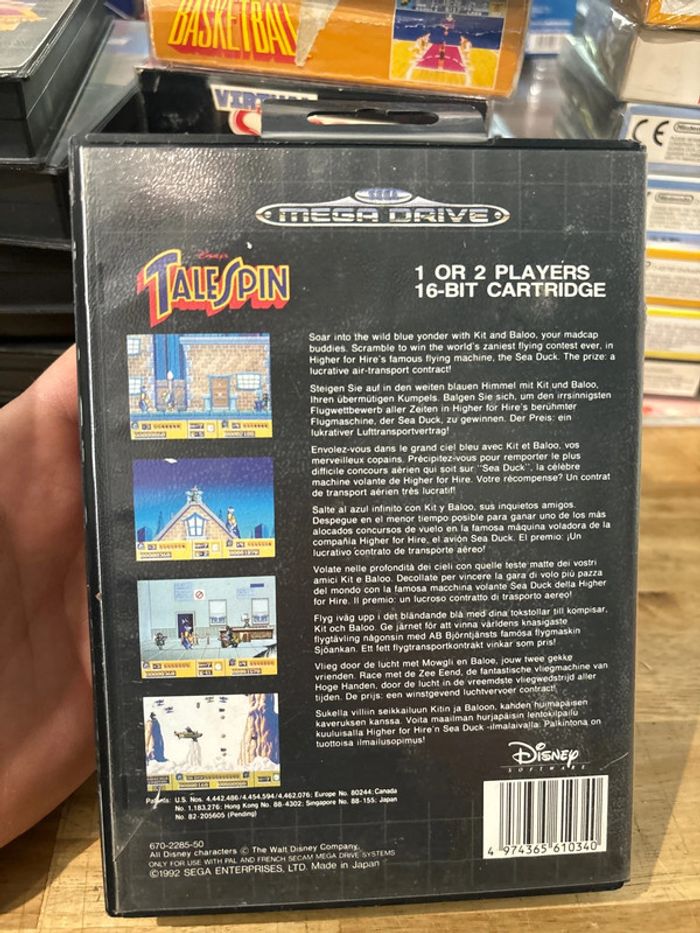 BASKETBALL
SEGA
MEGA DRIVE
Disney's
TALESPIN
1 OR 2 PLAYERS
16-BIT CARTRIDGE
Soar into the wild blue yonder with Kit and Baloo, your madcap
buddies. Scramble to win the world's zaniest flying contest ever, in
Higher for Hire's famous flying machine, the Sea Duck. The prize: a
lucrative air-transport contract!
Steigen Sie auf in den weiten blauen Himmel mit Kit und Baloo,
Ihren übermütigen Kumpels. Balgen Sie sich, um den irrsinnigsten
Flugwettbewerb aller Zeiten in Higher for Hire's berühmter
Flugmaschine, der Sea Duck, zu gewinnen. Der Preis: ein
lukrativer Lufttransportvertrag!
Envolez-vous dans le grand ciel bleu avec Kit et Baloo, vos
merveilleux copains. Précipitez-vous pour remporter le plus
difficile concours aérien qui soit sur "Sea Duck", la célèbre
machine volante de Higher for Hire. Votre récompense? Un contrat
de transport aérien très lucratif!
Salte al azul infinito con Kit y Baloo, sus inquietos amigos.
Despegue en el menor tiempo posible para ganar uno de los más
alocados concursos de vuelo en la famosa máquina voladora de la
compañía Higher for Hire, el avión Sea Duck. El premio: ¡Un
lucrativo contrato de transporte aéreo!
Volate nelle profondità dei cieli con quelle teste matte dei vostri
amici Kit e Baloo. Decollate per vincere la gara di volo più pazza
del mondo con la famosa macchina volante Sea Duck della Higher
for Hire. Il premio: un lucroso contratto di trasporto aereo!
Flyg iväg upp i det bländande blå med dina tokstollar till kompisar,
Kit och Baloo. Ge järnet för att vinna världens knasigaste
flygtävling någonsin med AB Björntjänsts famösa flygmaskin
Sjöankan. Ett fett flygtransportkontrakt vinkar som pris!
Vlieg door de lucht met Mowgli en Baloe, jouw twee gekke
vrienden. Race met de Zee Eend, de fantastische vliegmachine van
Hoge Handen, door de lucht in de vreemdste vliegwedstrijd aller
tijden. De prijs: een winstgevend luchtvervoer contract!
Sukella villiin seikkailuun Kitin ja Baloon, kahden huimapäisen
kaveruksen kanssa. Voita maailman hurjapäisin lentokilpailu
kuuluisalla Higher for Hire'n Sea Duck -ilmalaivalla. Palkintona on
tuottoisa ilmailusopimus!
DISNEY
SOFTWARE
Patents: U.S. Nos. 4,442,486/4,454,594/4,462,076; Europe No. 80244; Canada
No. 1,183,276; Hong Kong No. 88-4302; Singapore No. 88-155; Japan
No. 82-205605 (Pending)
4 974365 610340
670-2285-50
All Disney characters © The Walt Disney Company.
ONLY FOR USE WITH PAL AND FRENCH SECAM MEGA DRIVE SYSTEMS
©1992 SEGA ENTERPRISES, LTD. Made in Japan